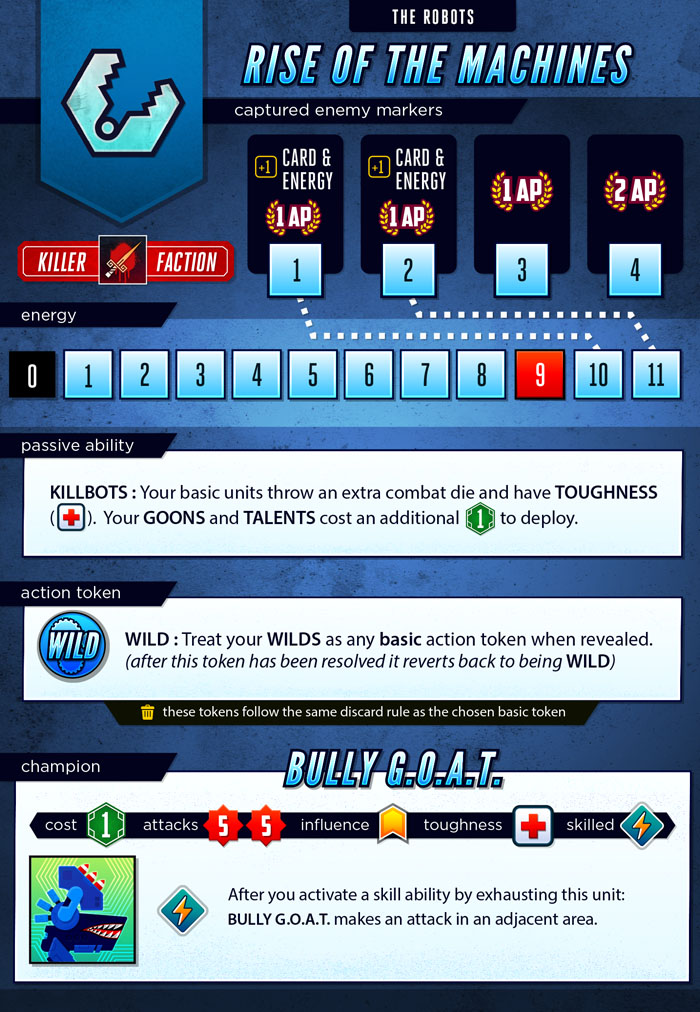 THE ROBOTS
RISE OF THE MACHINES
captured enemy markers
+1 CARD & ENERGY
1 AP
1
+1 CARD & ENERGY
1 AP
2
1 AP
3
2 AP
4
KILLER FACTION
energy
0 1 2 3 4 5 6 7 8 9 10 11
passive ability
KILLBOTS : Your basic units throw an extra combat die and have TOUGHNESS
( ). Your GOONS and TALENTS cost an additional 1 to deploy.
action token
WILD
WILD : Treat your WILDS as any basic action token when revealed.
(after this token has been resolved it reverts back to being WILD)
these tokens follow the same discard rule as the chosen basic token
champion
BULLY G.O.A.T.
cost 1 attacks 5 5 influence toughness skilled
After you activate a skill ability by exhausting this unit:
BULLY G.O.A.T. makes an attack in an adjacent area.